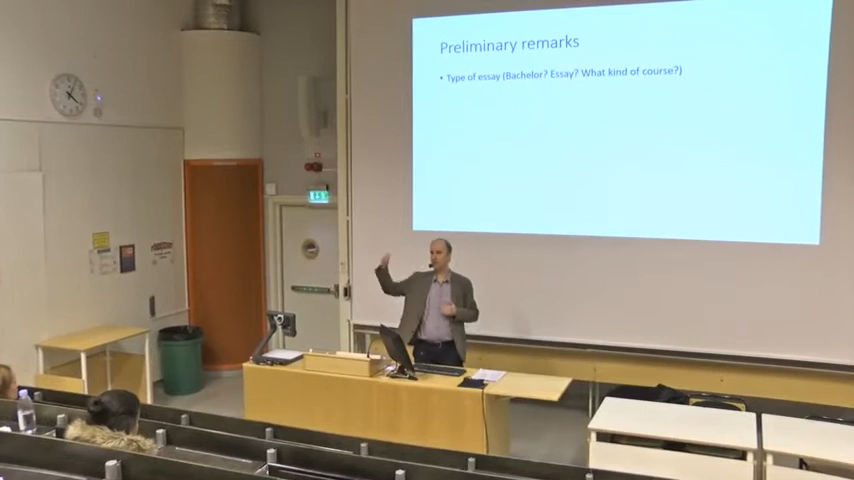 Preliminary remarks
• Type of essay (Bachelor? Essay? What kind of course?)